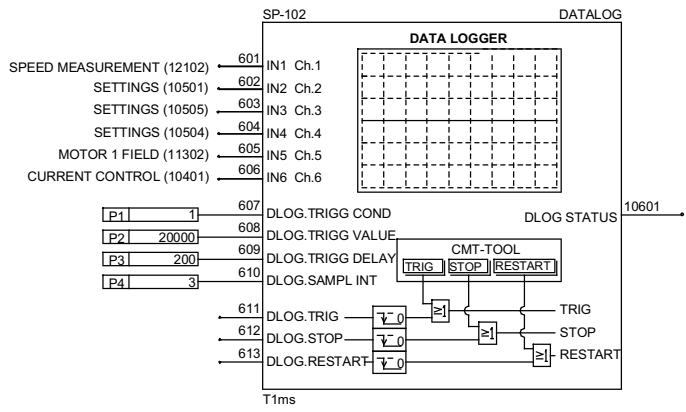 SP-102 DATALOG
DATA LOGGER
SPEED MEASUREMENT (12102) 601 IN1 Ch.1
SETTINGS (10501) 602 IN2 Ch.2
SETTINGS (10505) 603 IN3 Ch.3
SETTINGS (10504) 604 IN4 Ch.4
MOTOR 1 FIELD (11302) 605 IN5 Ch.5
CURRENT CONTROL (10401) 606 IN6 Ch.6
P1 1 607 DLOG.TRIGG COND
DLOG STATUS 10601
P2 20000 608 DLOG.TRIGG VALUE
P3 200 609 DLOG.TRIGG DELAY
P4 3 610 DLOG.SAMPL INT
CMT-TOOL
TRIG STOP RESTART
611 DLOG.TRIG 0 ≥1 TRIG
612 DLOG.STOP 0 ≥1 STOP
613 DLOG.RESTART 0 ≥1 RESTART
T1ms